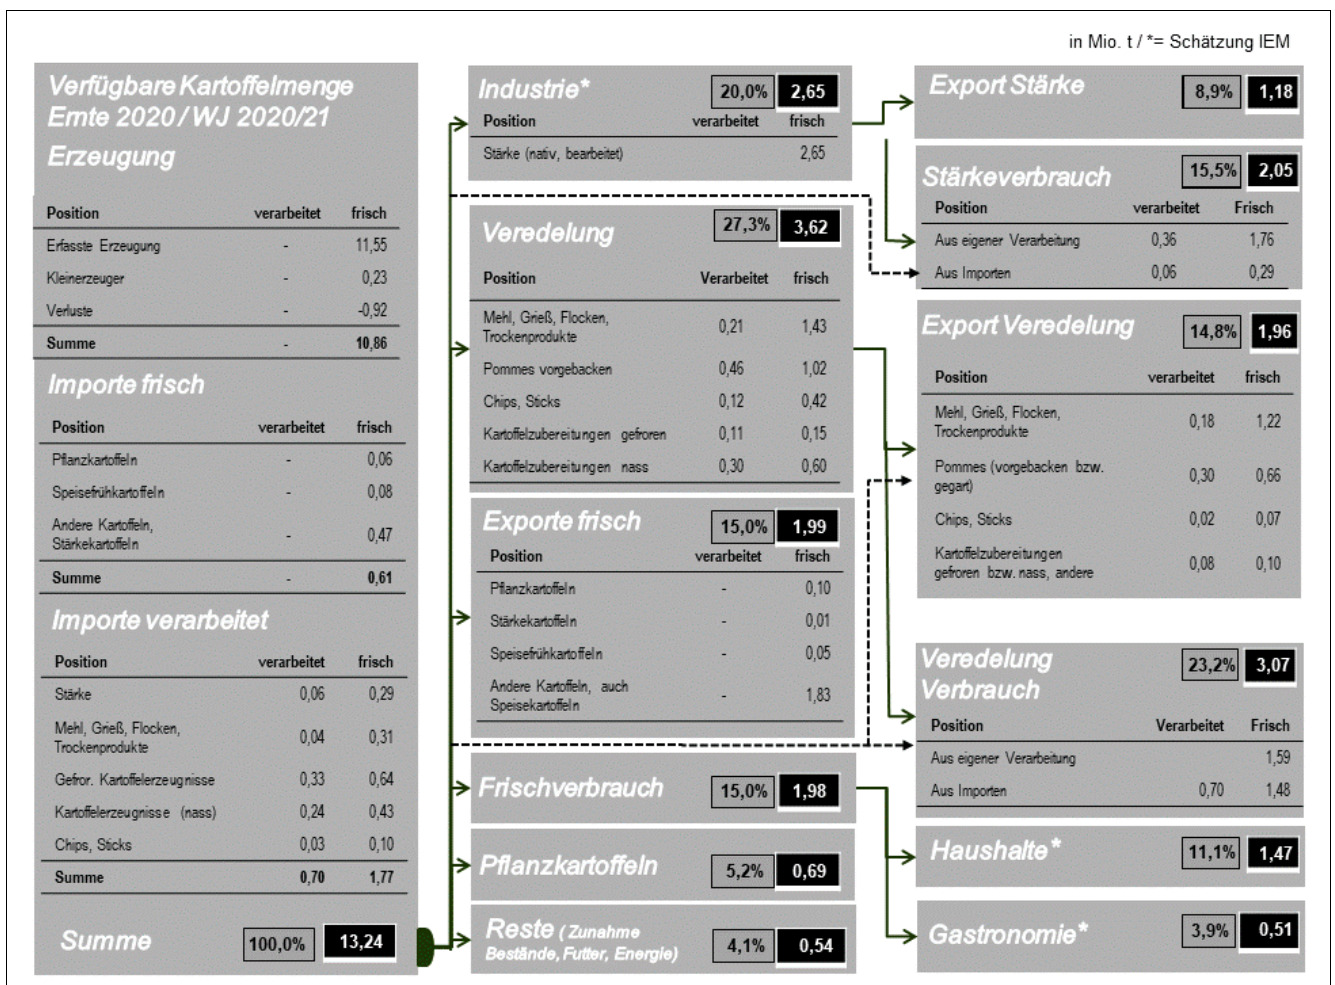 in Mio. t / *= Schätzung IEM
Verfügbare Kartoffelmenge
Ernte 2020 / WJ 2020/21
Erzeugung
Position verarbeitet frisch
Erfasste Erzeugung - 11,55
Kleinerzeuger - 0,23
Verluste - -0,92
Summe - 10,86
Importe frisch
Position verarbeitet frisch
Pflanzkartoffeln - 0,06
Speisefrühkartoffeln - 0,08
Andere Kartoffeln,
Stärkekartoffeln - 0,47
Summe - 0,61
Importe verarbeitet
Position verarbeitet frisch
Stärke 0,06 0,29
Mehl, Grieß, Flocken,
Trockenprodukte 0,04 0,31
Gefror. Kartoffelerzeugnisse 0,33 0,64
Kartoffelerzeugnisse (nass) 0,24 0,43
Chips, Sticks 0,03 0,10
Summe 0,70 1,77
Summe 100,0% 13,24
Industrie* 20,0% 2,65
Position verarbeitet frisch
Stärke (nativ, bearbeitet) 2,65
Veredelung 27,3% 3,62
Position Verarbeitet frisch
Mehl, Grieß, Flocken,
Trockenprodukte 0,21 1,43
Pommes vorgebacken 0,46 1,02
Chips, Sticks 0,12 0,42
Kartoffelzubereitungen gefroren 0,11 0,15
Kartoffelzubereitungen nass 0,30 0,60
Exporte frisch 15,0% 1,99
Position verarbeitet frisch
Pflanzkartoffeln - 0,10
Stärkekartoffeln - 0,01
Speisefrühkartoffeln - 0,05
Andere Kartoffeln, auch
Speisekartoffeln - 1,83
Frischverbrauch 15,0% 1,98
Pflanzkartoffeln 5,2% 0,69
Reste ( Zunahme
Bestände, Futter, Energie) 4,1% 0,54
Export Stärke 8,9% 1,18
Stärkeverbrauch 15,5% 2,05
Position verarbeitet Frisch
Aus eigener Verarbeitung 0,36 1,76
Aus Importen 0,06 0,29
Export Veredelung 14,8% 1,96
Position verarbeitet frisch
Mehl, Grieß, Flocken,
Trockenprodukte 0,18 1,22
Pommes (vorgebacken bzw.
gegart) 0,30 0,66
Chips, Sticks 0,02 0,07
Kartoffelzubereitungen
gefroren bzw. nass, andere 0,08 0,10
Veredelung
Verbrauch 23,2% 3,07
Position Verarbeitet Frisch
Aus eigener Verarbeitung 1,59
Aus Importen 0,70 1,48
Haushalte* 11,1% 1,47
Gastronomie* 3,9% 0,51